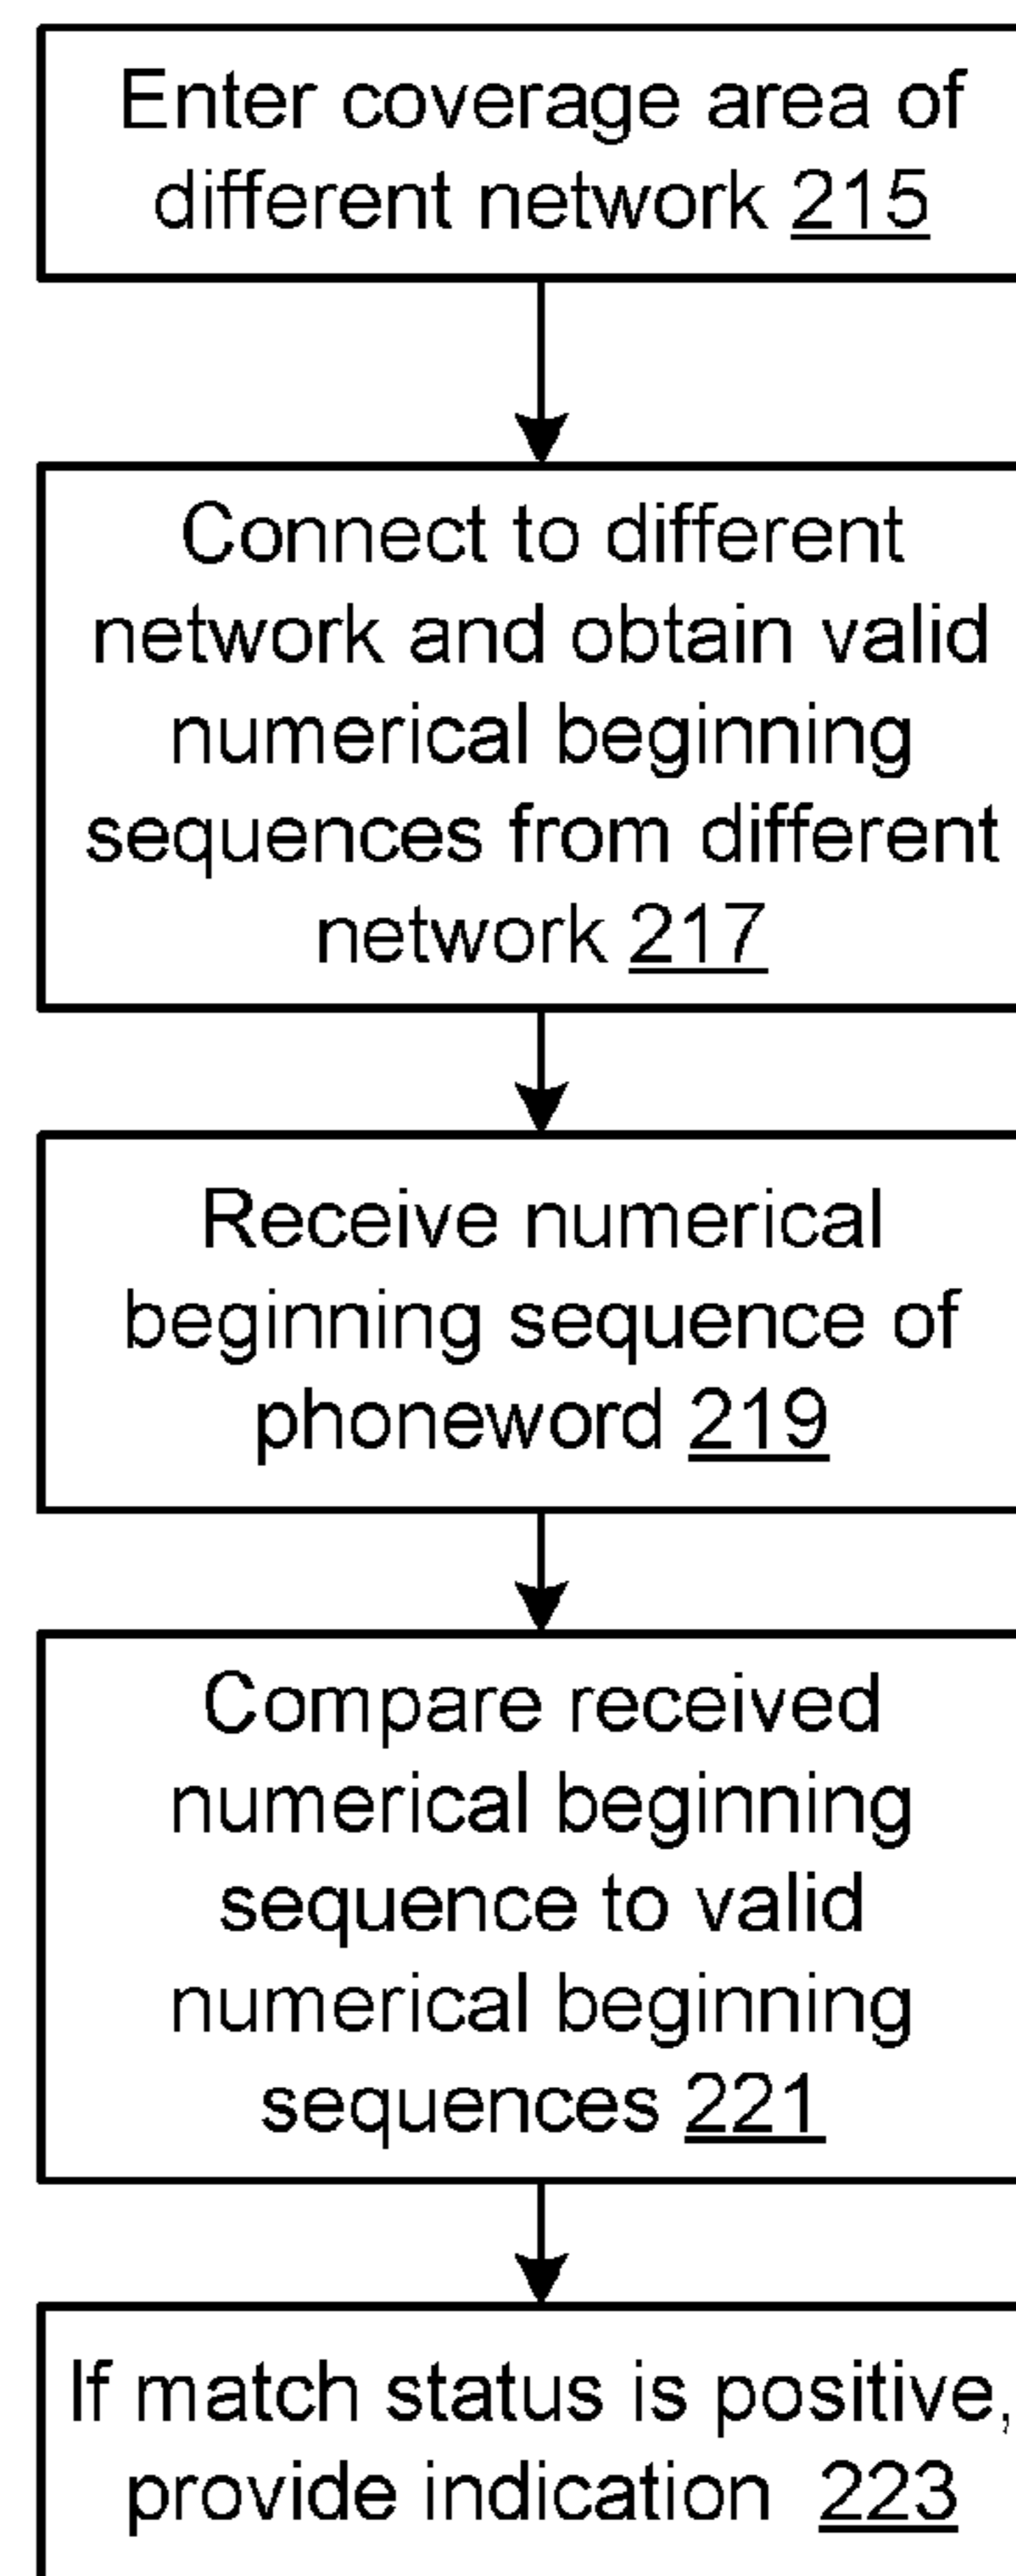 Enter coverage area of
different network 215
Connect to different
network and obtain valid
numerical beginning
sequences from different
network 217
Receive numerical
beginning sequence of
phoneword 219
Compare received
numerical beginning
sequence to valid
numerical beginning
sequences 221
If match status is positive,
provide indication 223